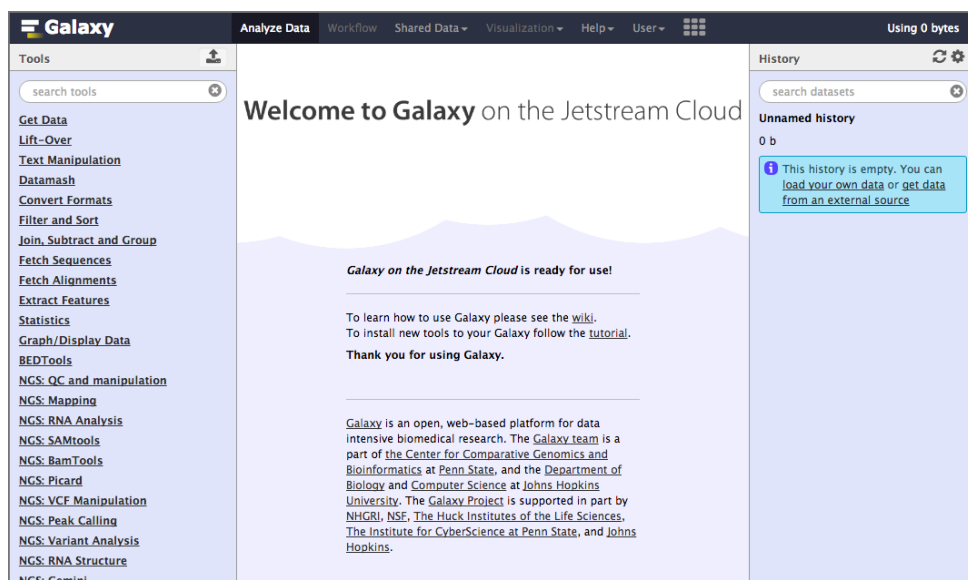 Galaxy
Analyze Data Workflow Shared Data Visualization Help User
Using 0 bytes
Tools
search tools
Get Data
Lift-Over
Text Manipulation
Datamash
Convert Formats
Filter and Sort
Join, Subtract and Group
Fetch Sequences
Fetch Alignments
Extract Features
Statistics
Graph/Display Data
BEDTools
NGS: QC and manipulation
NGS: Mapping
NGS: RNA Analysis
NGS: SAMtools
NGS: BamTools
NGS: Picard
NGS: VCF Manipulation
NGS: Peak Calling
NGS: Variant Analysis
NGS: RNA Structure
NGS: Gemini
Welcome to Galaxy on the Jetstream Cloud
Galaxy on the Jetstream Cloud is ready for use!
To learn how to use Galaxy please see the wiki.
To install new tools to your Galaxy follow the tutorial.
Thank you for using Galaxy.
Galaxy is an open, web-based platform for data
intensive biomedical research. The Galaxy team is a
part of the Center for Comparative Genomics and
Bioinformatics at Penn State, and the Department of
Biology and Computer Science at Johns Hopkins
University. The Galaxy Project is supported in part by
NHGRI, NSF, The Huck Institutes of the Life Sciences,
The Institute for CyberScience at Penn State, and Johns
Hopkins.
History
search datasets
Unnamed history
0 b
This history is empty. You can
load your own data or get data
from an external source